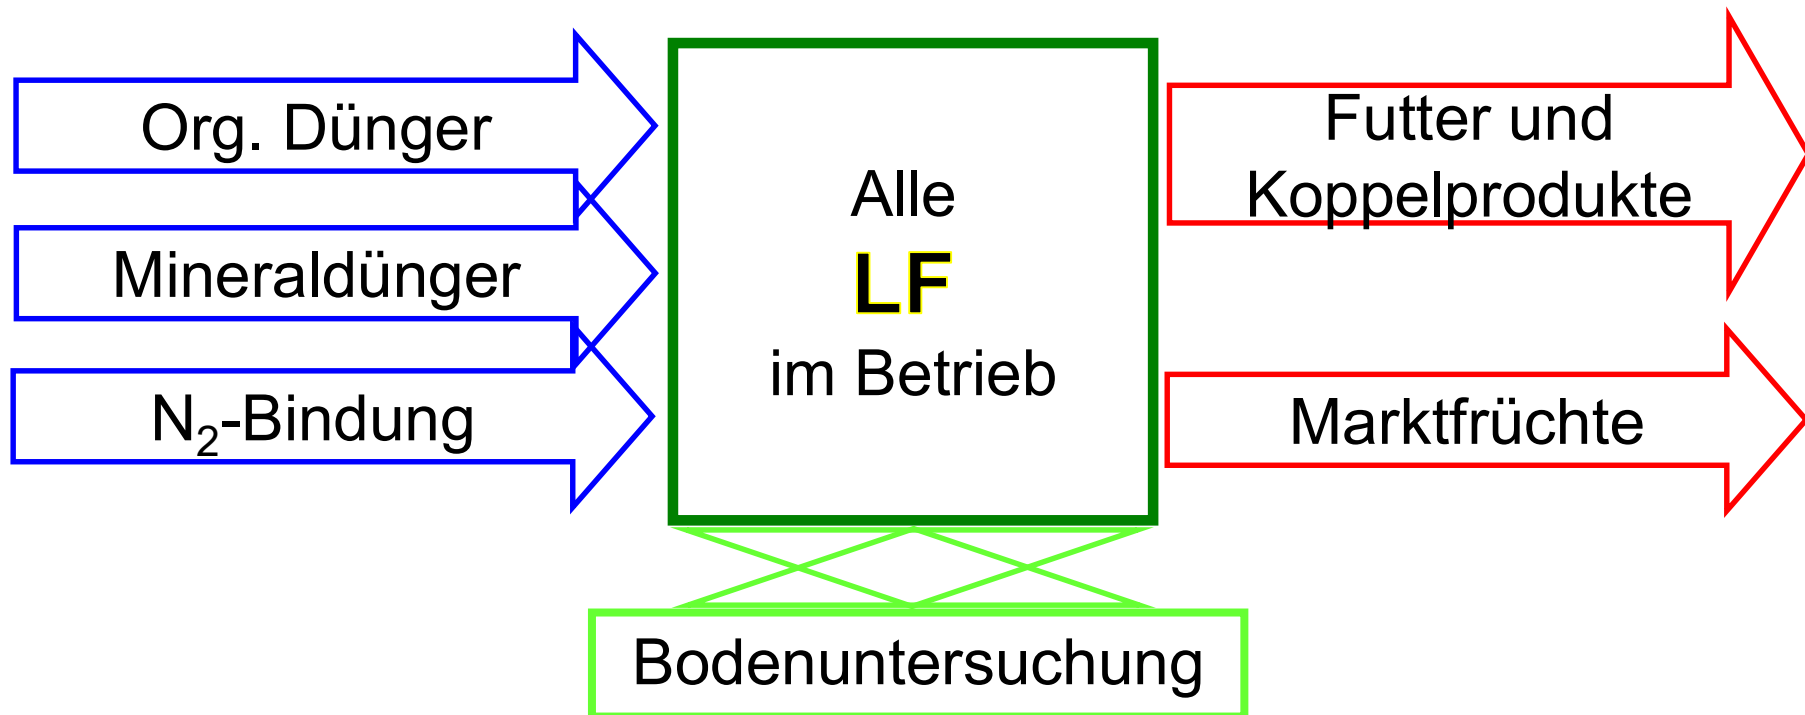 Org. Dünger
Mineraldünger
N₂-Bindung
Alle
LF
im Betrieb
Futter und
Koppelprodukte
Marktfrüchte
Bodenuntersuchung